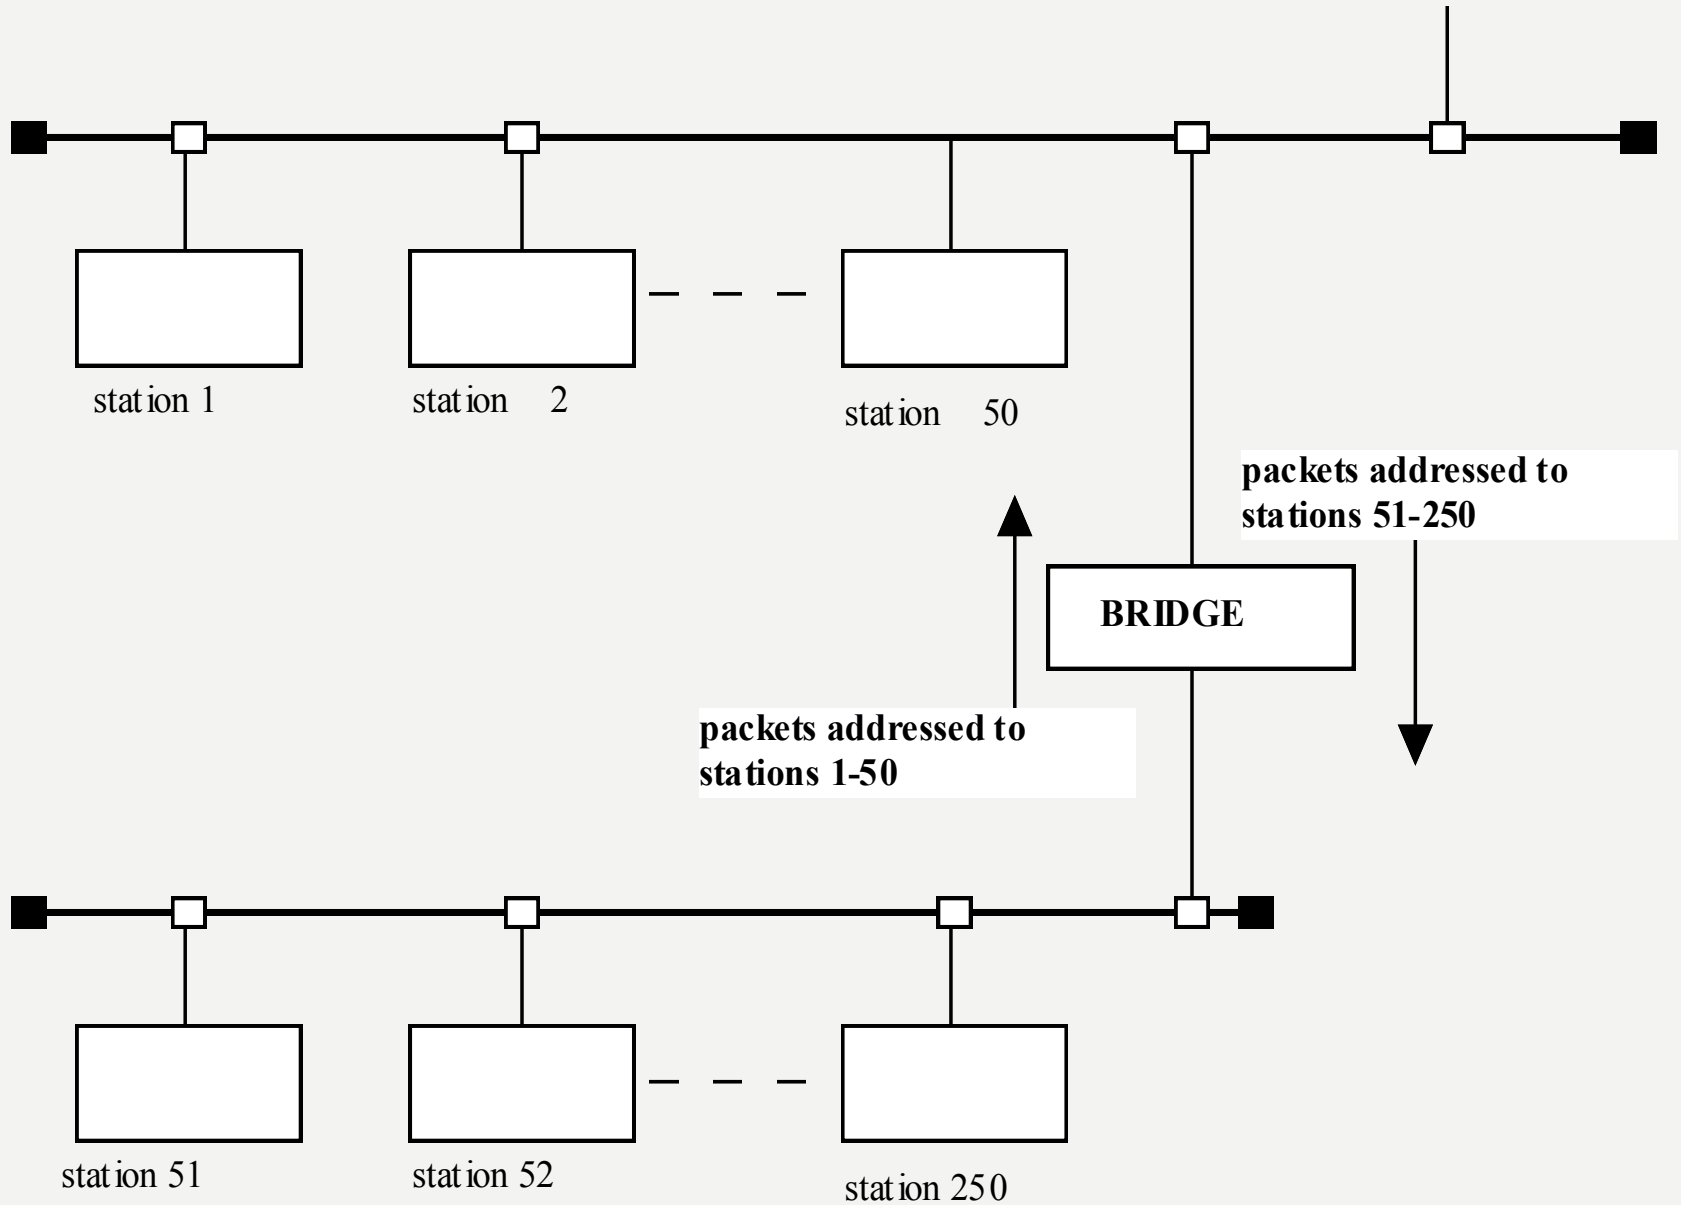 station 1
station 2
station 50
packets addressed to
stations 51-250
BRIDGE
packets addressed to
stations 1-50
station 51
station 52
station 250